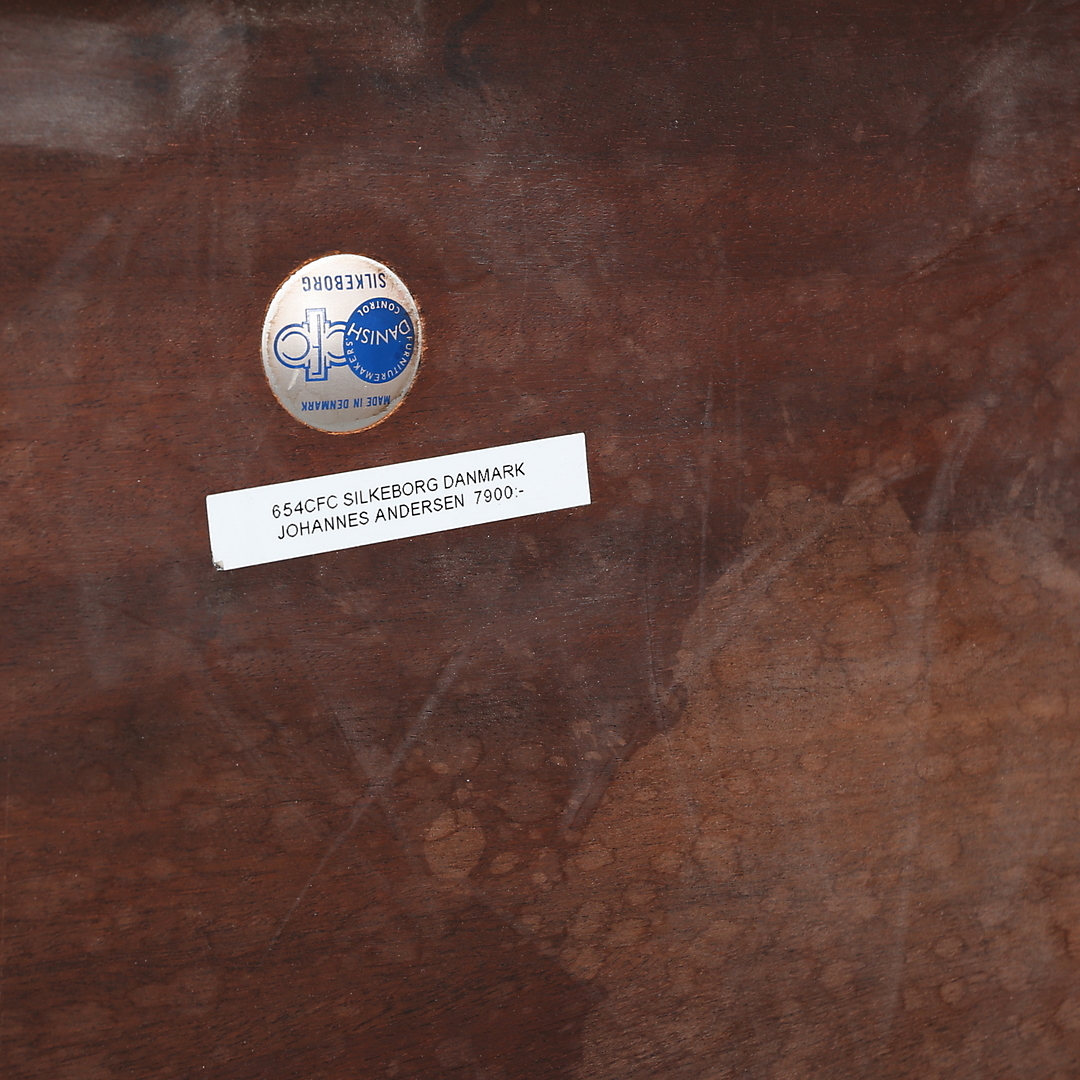 SILKEBORG
DANISH
CONTROL
FURNITUREMAKERS'
MADE IN DENMARK
654CFC SILKEBORG DANMARK
JOHANNES ANDERSEN 7900:-